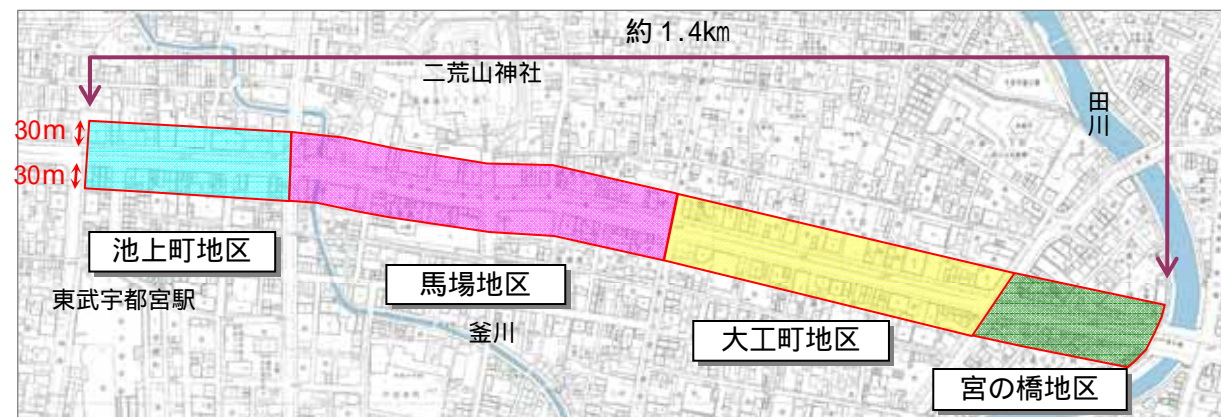 約1.4km
二荒山神社
田川
30m
30m
池上町地区
東武宇都宮駅
馬場地区
釜川
大工町地区
宮の橋地区